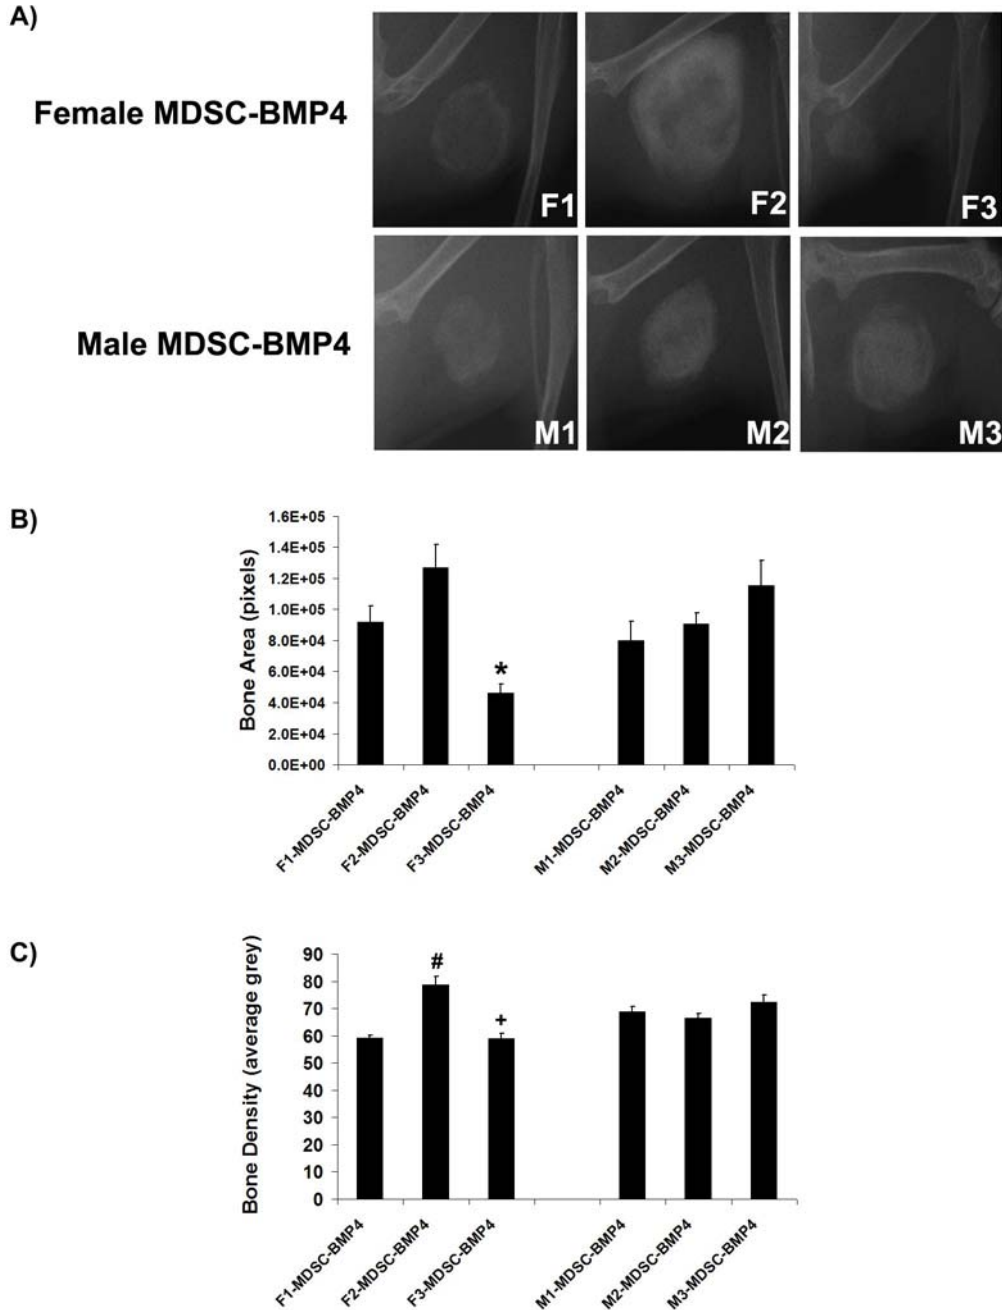 A)
Female MDSC-BMP4
F1
F2
F3
Male MDSC-BMP4
M1
M2
M3
B)
Bone Area (pixels)
1.6E+05
1.4E+05
1.2E+05
1.0E+05
8.0E+04
6.0E+04
4.0E+04
2.0E+04
0.0E+00
*
F1-MDSC-BMP4
F2-MDSC-BMP4
F3-MDSC-BMP4
M1-MDSC-BMP4
M2-MDSC-BMP4
M3-MDSC-BMP4
C)
Bone Density (average grey)
90
80
70
60
50
40
30
20
10
0
#
+
F1-MDSC-BMP4
F2-MDSC-BMP4
F3-MDSC-BMP4
M1-MDSC-BMP4
M2-MDSC-BMP4
M3-MDSC-BMP4